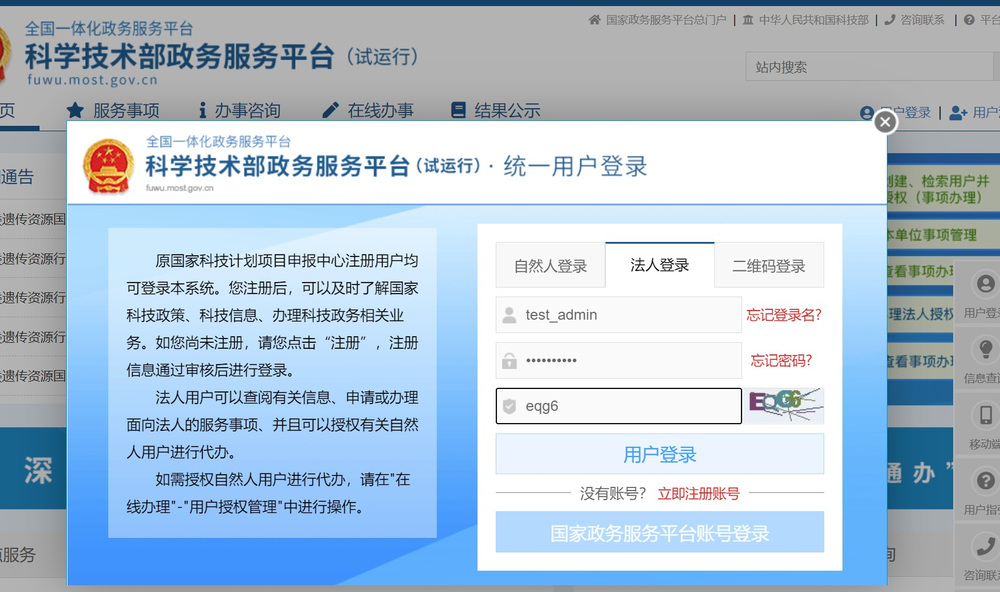 国家政务服务平台总门户 | 中华人民共和国科技部 | 咨询联系 | 平台
全国一体化政务服务平台
科学技术部政务服务平台（试运行）
fuwu.most.gov.cn
站内搜索
页 服务事项 办事咨询 在线办事 结果公示
用户登录 | 用户注
全国一体化政务服务平台
科学技术部政务服务平台（试运行）· 统一用户登录
fuwu.most.gov.cn
通告
遗传资源国
遗传资源行
遗传资源行
遗传资源行
遗传资源国
深
服务
原国家科技计划项目申报中心注册用户均
可登录本系统。您注册后，可以及时了解国家
科技政策、科技信息、办理科技政务相关业
务。如您尚未注册，请您点击“注册”，注册
信息通过审核后进行登录。
法人用户可以查阅有关信息、申请或办理
面向法人的服务事项、并且可以授权有关自然
人用户进行代办。
如需授权自然人用户进行代办，请在"在
线办理"-"用户授权管理"中进行操作。
自然人登录 法人登录 二维码登录
test_admin 忘记登录名?
•••••••••• 忘记密码?
eqg6 EQG6
用户登录
没有账号？ 立即注册账号
国家政务服务平台账号登录
创建、检索用户并
授权（事项办理）
本单位事项管理
查看事项办理
理法人授权
查看事项办理
通办”
询
用户登录
信息查询
移动端
用户指引
咨询联系